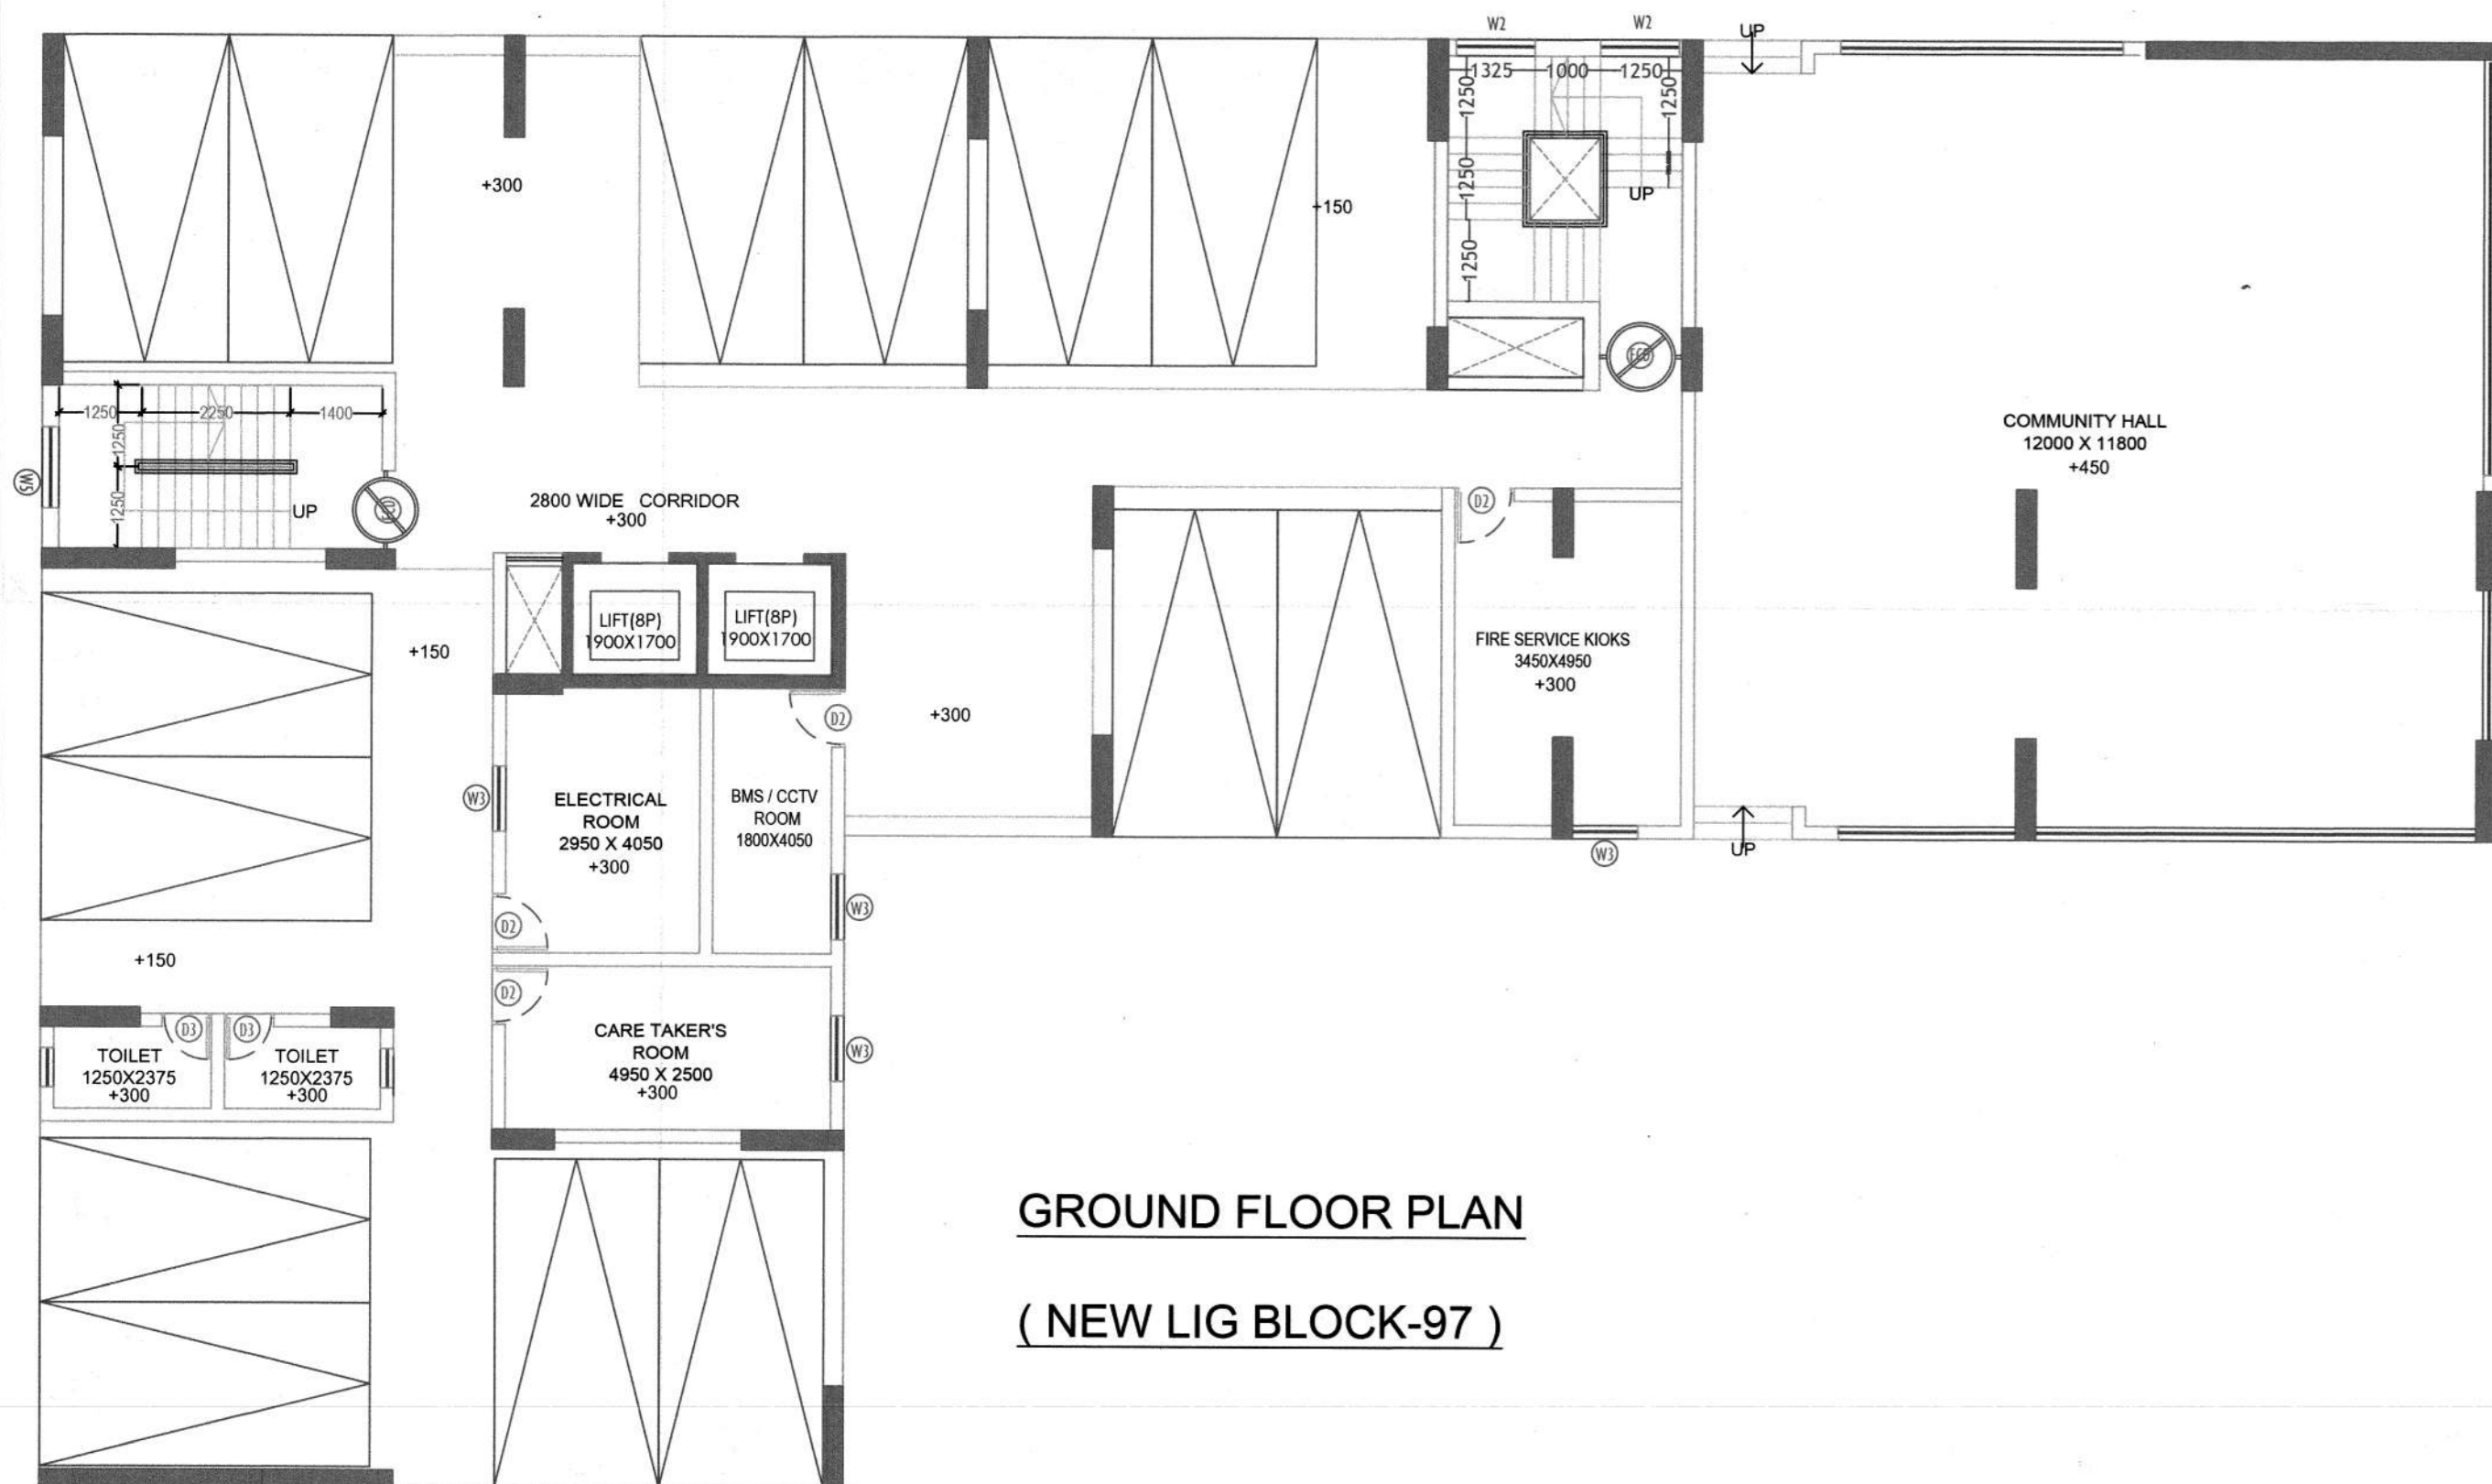 W2
W2
UP
1325
1000
1250
1250
1250
1250
1250
UP
+300
+150
COMMUNITY HALL
12000 X 11800
+450
1250
2250
1400
1250
1250
UP
W5
2800 WIDE CORRIDOR
+300
D2
LIFT(8P)
1900X1700
LIFT(8P)
1900X1700
+150
FIRE SERVICE KIOKS
3450X4950
+300
D2
+300
W3
ELECTRICAL
ROOM
2950 X 4050
+300
BMS / CCTV
ROOM
1800X4050
W3
UP
W3
D2
+150
D2
D3
D3
TOILET
1250X2375
+300
TOILET
1250X2375
+300
CARE TAKER'S
ROOM
4950 X 2500
+300
W3
GROUND FLOOR PLAN
( NEW LIG BLOCK-97 )